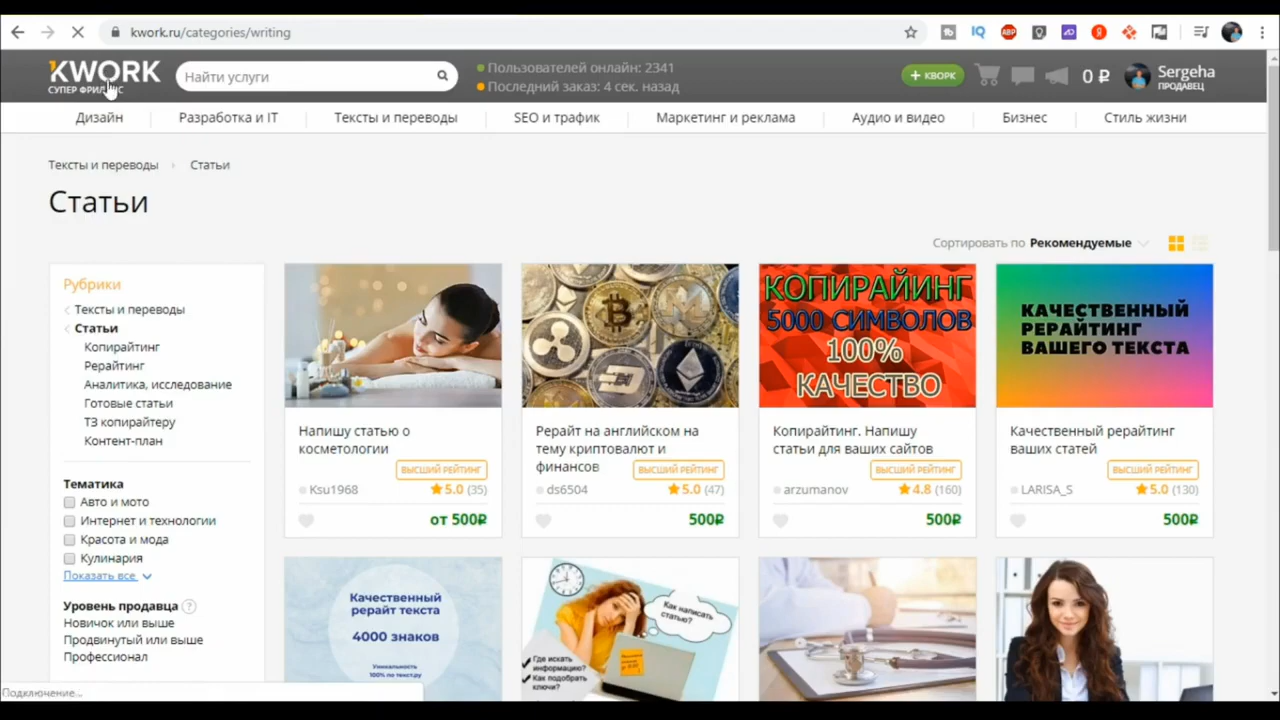 kwork.ru/categories/writing
KWORK
СУПЕР ФРИЛАНС
Найти услуги
Пользователей онлайн: 2341
Последний заказ: 4 сек. назад
+ КВОРК
0 ₽
Sergeha
ПРОДАВЕЦ
Дизайн
Разработка и IT
Тексты и переводы
SEO и трафик
Маркетинг и реклама
Аудио и видео
Бизнес
Стиль жизни
Тексты и переводы
Статьи
Статьи
Сортировать по Рекомендуемые
Рубрики
Тексты и переводы
Статьи
Копирайтинг
Рерайтинг
Аналитика, исследование
Готовые статьи
ТЗ копирайтеру
Контент-план
Тематика
Авто и мото
Интернет и технологии
Красота и мода
Кулинария
Показать все
Уровень продавца ?
Новичок или выше
Продвинутый или выше
Профессионал
Напишу статью о
косметологии
ВЫСШИЙ РЕЙТИНГ
Ksu1968
5.0 (35)
от 500₽
Рерайт на английском на
тему криптовалют и
финансов
ВЫСШИЙ РЕЙТИНГ
ds6504
5.0 (47)
500₽
КОПИРАЙТИНГ
5000 СИМВОЛОВ
100%
КАЧЕСТВО
Копирайтинг. Напишу
статьи для ваших сайтов
ВЫСШИЙ РЕЙТИНГ
arzumanov
4.8 (160)
500₽
КАЧЕСТВЕННЫЙ
РЕРАЙТИНГ
ВАШЕГО ТЕКСТА
Качественный рерайтинг
ваших статей
ВЫСШИЙ РЕЙТИНГ
LARISA_S
5.0 (130)
500₽
Качественный
рерайт текста
4000 знаков
Уникальность
100% по текст.ру
Как написать
статью?
Где искать
информацию?
Как подобрать
ключи?
Подключение...